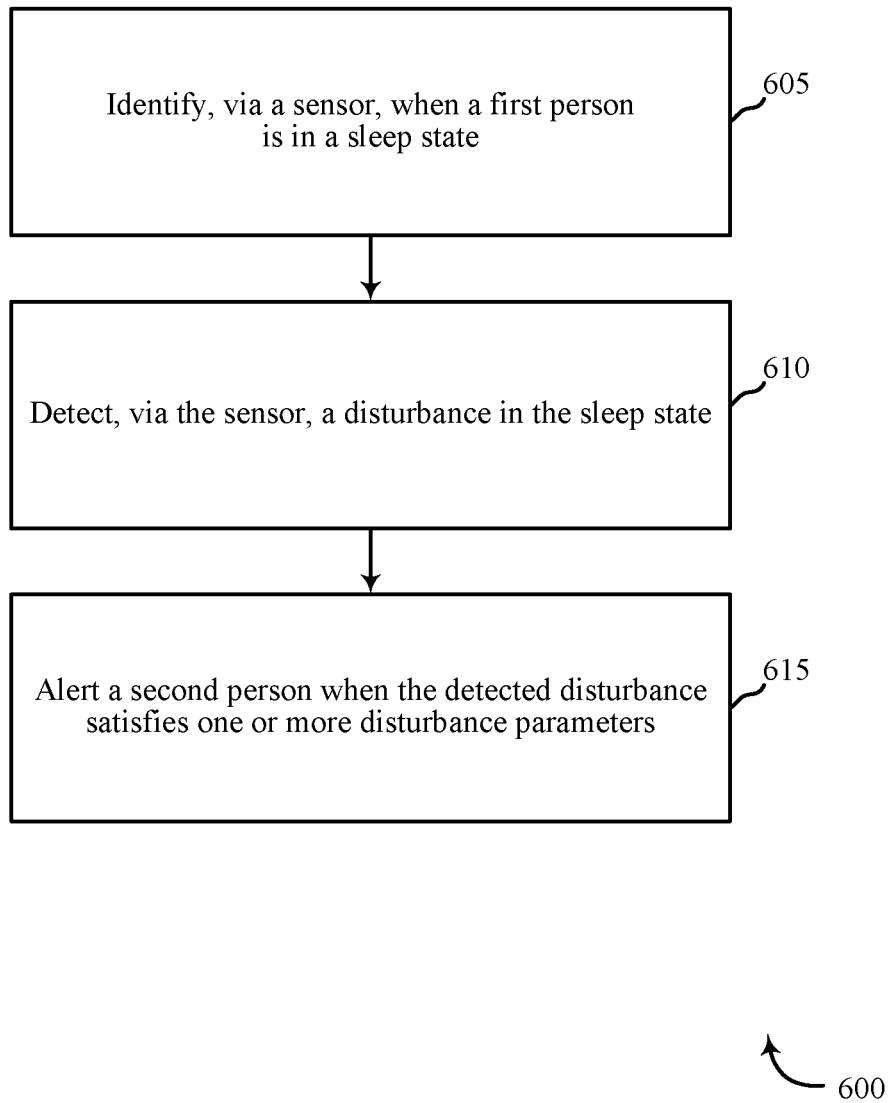 Identify, via a sensor, when a first person
is in a sleep state
605
Detect, via the sensor, a disturbance in the sleep state
610
Alert a second person when the detected disturbance
satisfies one or more disturbance parameters
615
600